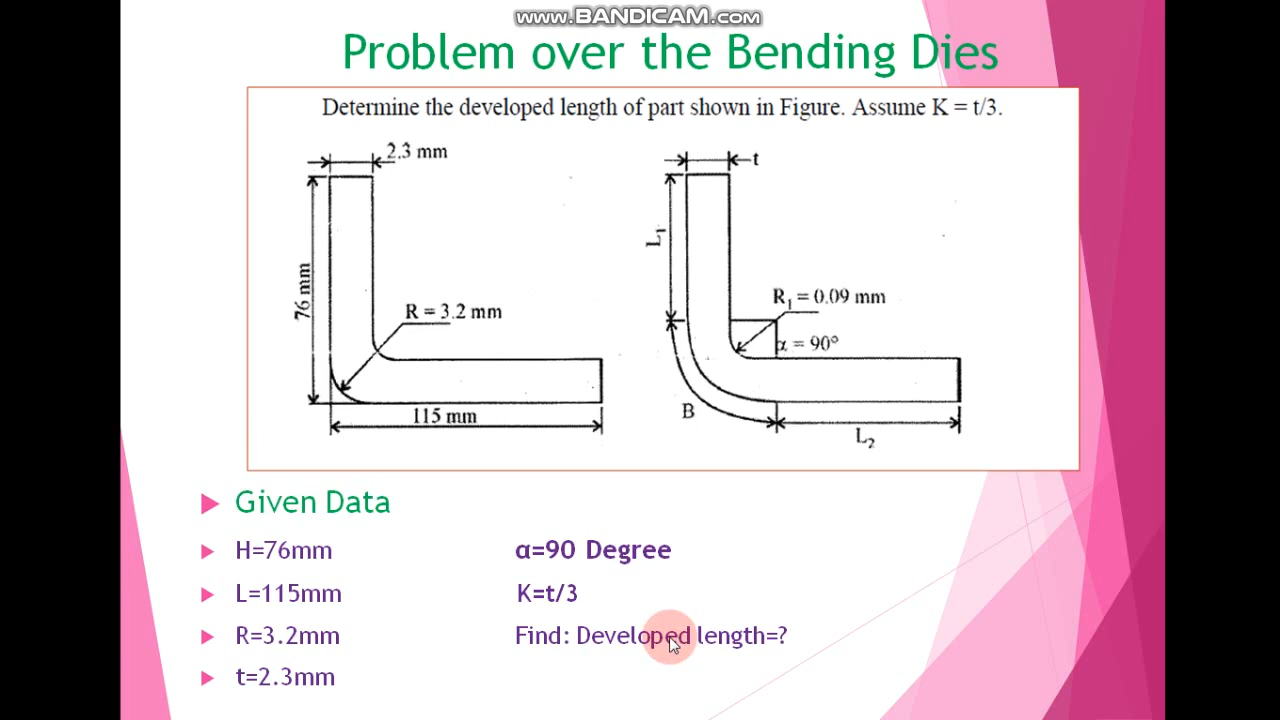 www.BANDICAM.com
Problem over the Bending Dies
Determine the developed length of part shown in Figure. Assume K = t/3.
2.3 mm
t
76 mm
L₁
R = 3.2 mm
R₁ = 0.09 mm
α = 90°
115 mm
B
L₂
Given Data
H=76mm
α=90 Degree
L=115mm
K=t/3
R=3.2mm
Find: Developed length=?
t=2.3mm